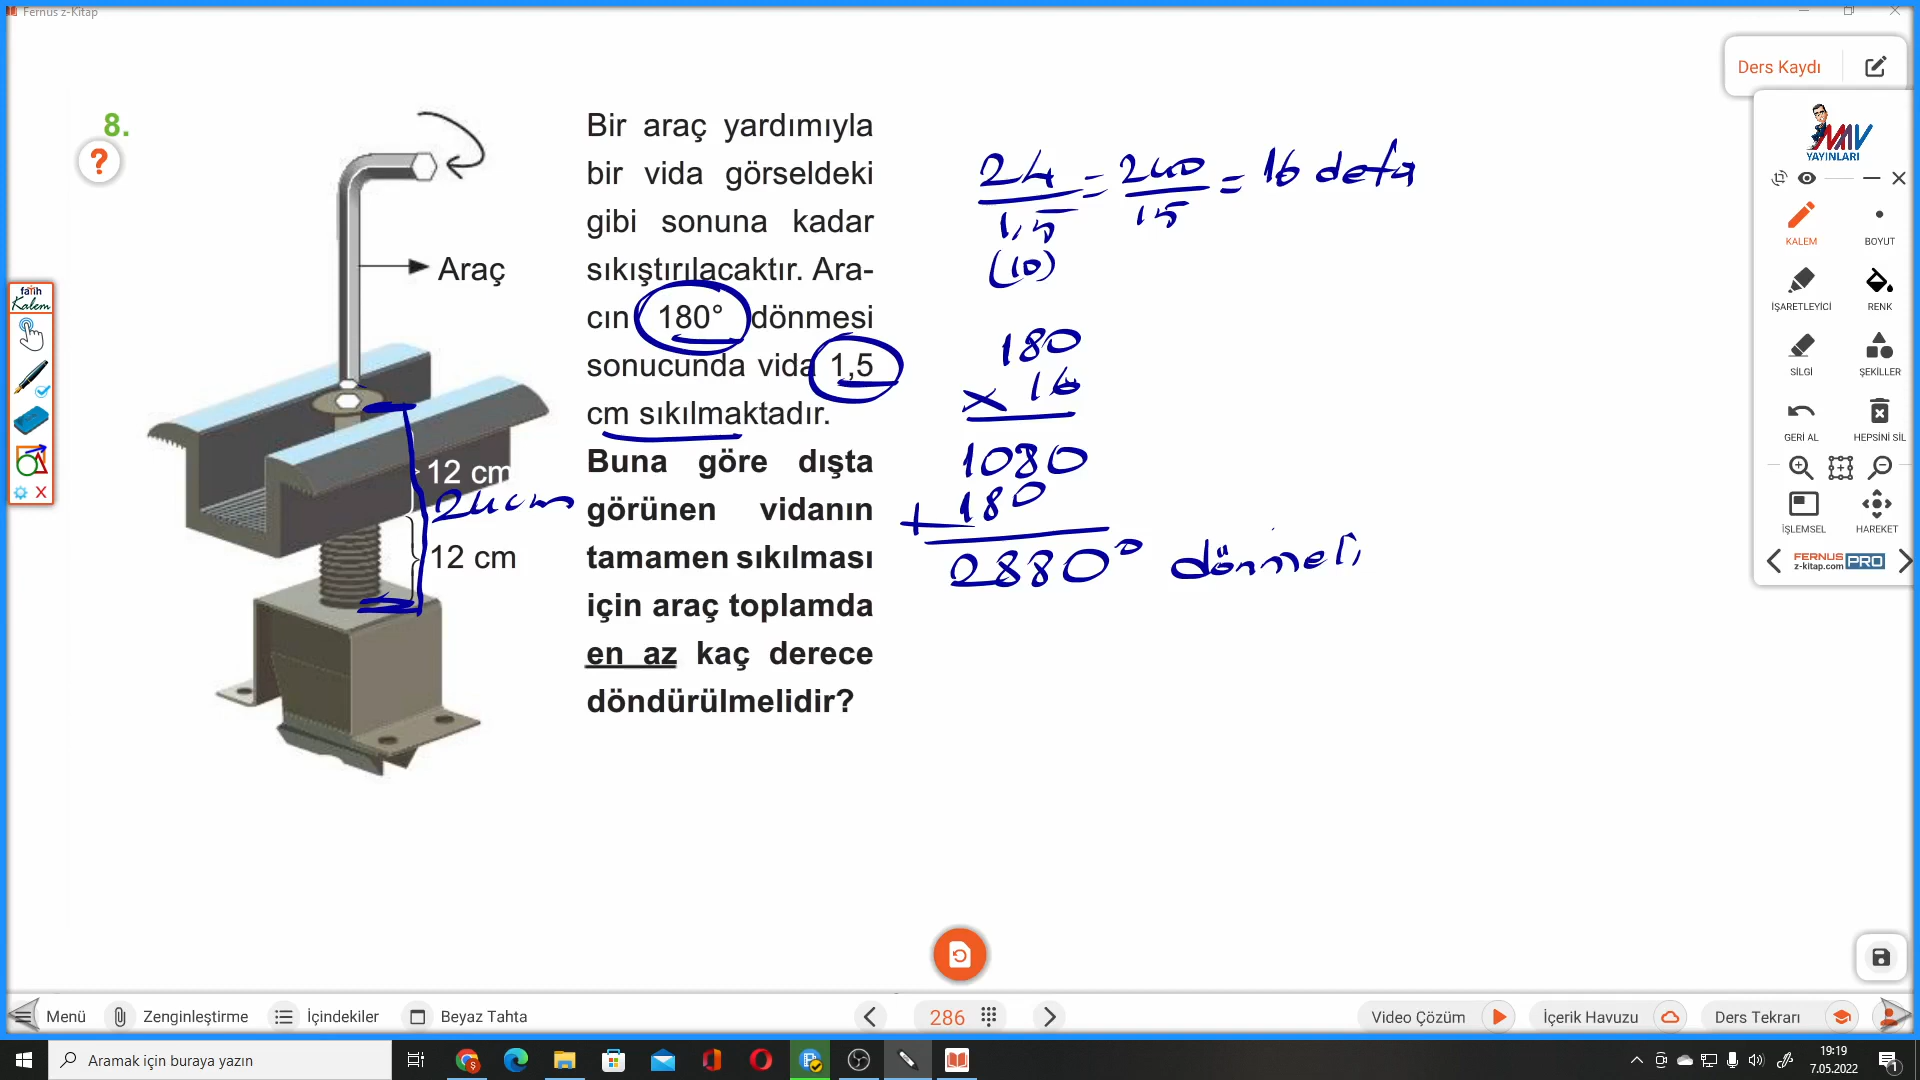 Fernus z-Kitap
Ders Kaydı
8.
?
Araç
12 cm
24 cm
12 cm
Bir araç yardımıyla
bir vida görseldeki
gibi sonuna kadar
sıkıştırılacaktır. Ara-
cın 180° dönmesi
sonucunda vida 1,5
cm sıkılmaktadır.
Buna göre dışta
görünen vidanın
tamamen sıkılması
için araç toplamda
en az kaç derece
döndürülmelidir?
24/1,5 = 240/15 = 16 defa
(10)
180
x 16
1080
+ 180
2880° dönmeli
fatih
Kalem
X
MAV
YAYINLARI
KALEM
BOYUT
İŞARETLEYİCİ
RENK
SİLGİ
ŞEKİLLER
GERİ AL
HEPSİNİ SİL
İŞLEMSEL
HAREKET
FERNUS
z-kitap.com PRO
Menü
Zenginleştirme
İçindekiler
Beyaz Tahta
286
Video Çözüm
İçerik Havuzu
Ders Tekrarı
Aramak için buraya yazın
19:19
7.05.2022
1